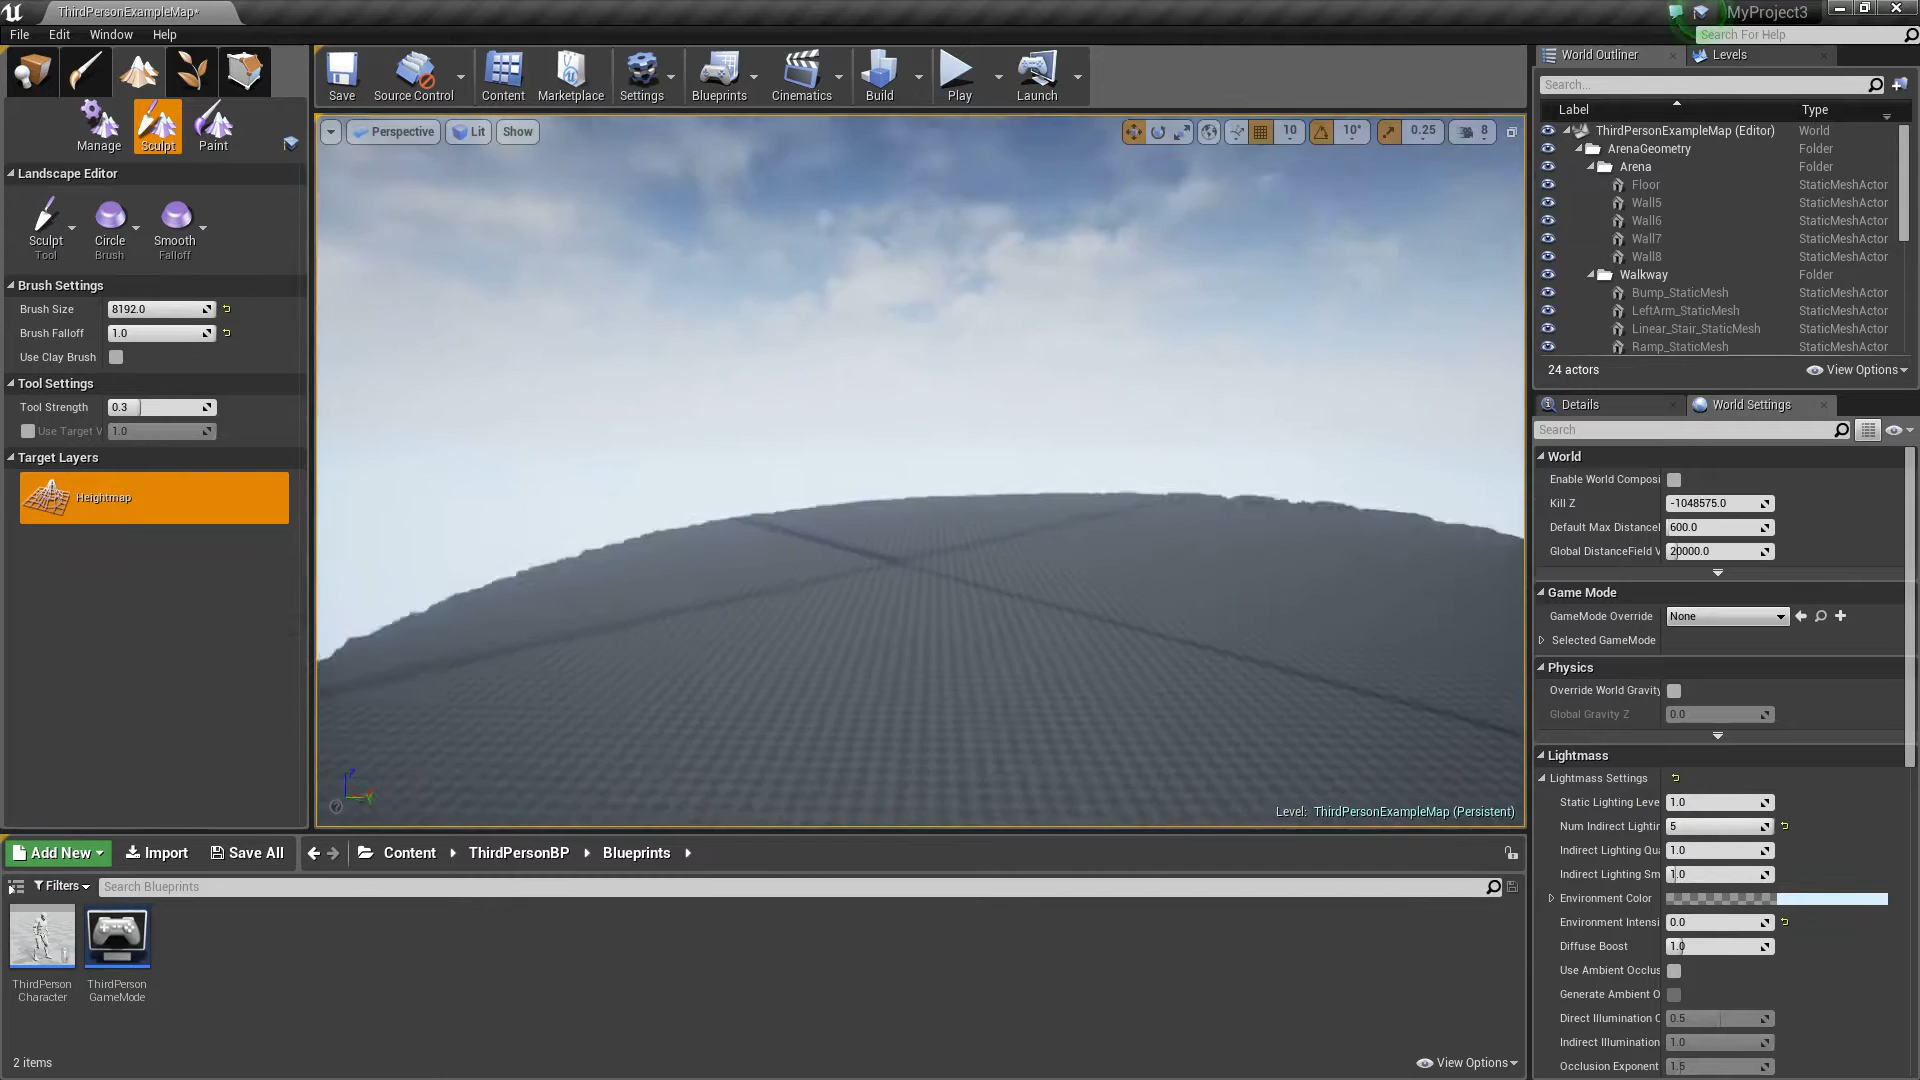 ThirdPersonExampleMap*
MyProject3
File Edit Window Help
Search For Help
Save
Source Control
Content
Marketplace
Settings
Blueprints
Cinematics
Build
Play
Launch
Manage
Sculpt
Paint
Landscape Editor
Sculpt
Tool
Circle
Brush
Smooth
Falloff
Brush Settings
Brush Size 8192.0
Brush Falloff 1.0
Use Clay Brush
Tool Settings
Tool Strength 0.3
Use Target V 1.0
Target Layers
Heightmap
Perspective
Lit
Show
10
10°
0.25
8
Level: ThirdPersonExampleMap (Persistent)
World Outliner
Levels
Search...
Label Type
ThirdPersonExampleMap (Editor) World
ArenaGeometry Folder
Arena Folder
Floor StaticMeshActor
Wall5 StaticMeshActor
Wall6 StaticMeshActor
Wall7 StaticMeshActor
Wall8 StaticMeshActor
Walkway Folder
Bump_StaticMesh StaticMeshActor
LeftArm_StaticMesh StaticMeshActor
Linear_Stair_StaticMesh StaticMeshActor
Ramp_StaticMesh StaticMeshActor
24 actors
View Options
Details
World Settings
Search
World
Enable World Composi
Kill Z -1048575.0
Default Max DistanceF 600.0
Global DistanceField V 20000.0
Game Mode
GameMode Override None
Selected GameMode
Physics
Override World Gravity
Global Gravity Z 0.0
Lightmass
Lightmass Settings
Static Lighting Leve 1.0
Num Indirect Lightin 5
Indirect Lighting Qua 1.0
Indirect Lighting Sm 1.0
Environment Color
Environment Intensi 0.0
Diffuse Boost 1.0
Use Ambient Occlus
Generate Ambient O
Direct Illumination O 0.5
Indirect Illumination 1.0
Occlusion Exponent 1.5
Add New
Import
Save All
Content
ThirdPersonBP
Blueprints
Filters
Search Blueprints
ThirdPerson
Character
ThirdPerson
GameMode
2 items
View Options